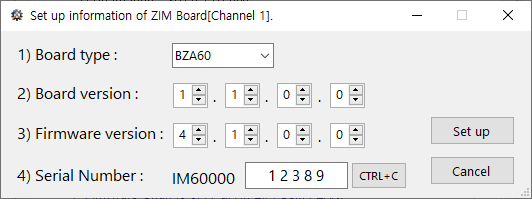 Set up information of ZIM Board[Channel 1].
1) Board type : BZA60
2) Board version : 1 . 1 . 0 . 0
3) Firmware version : 4 . 1 . 0 . 0
Set up
4) Serial Number : IM60000 1 2 3 8 9 CTRL+C
Cancel